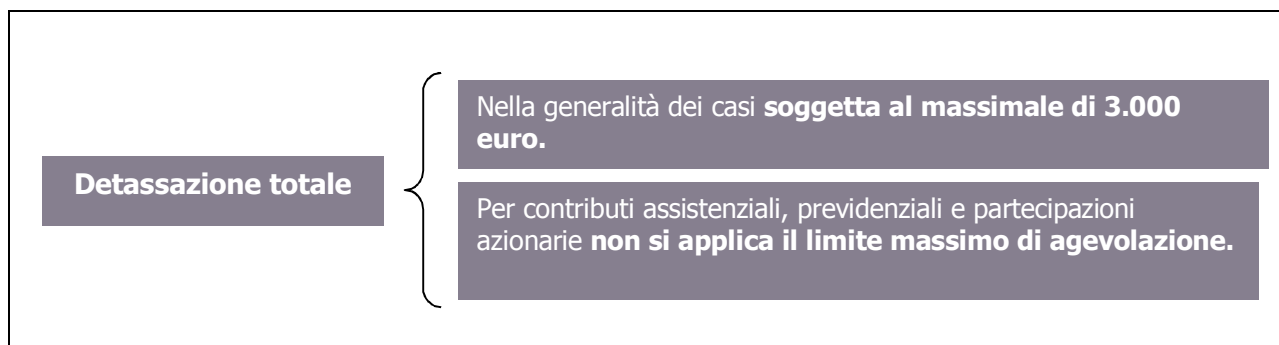 Detassazione totale
Nella generalità dei casi soggetta al massimale di 3.000
euro.
Per contributi assistenziali, previdenziali e partecipazioni
azionarie non si applica il limite massimo di agevolazione.